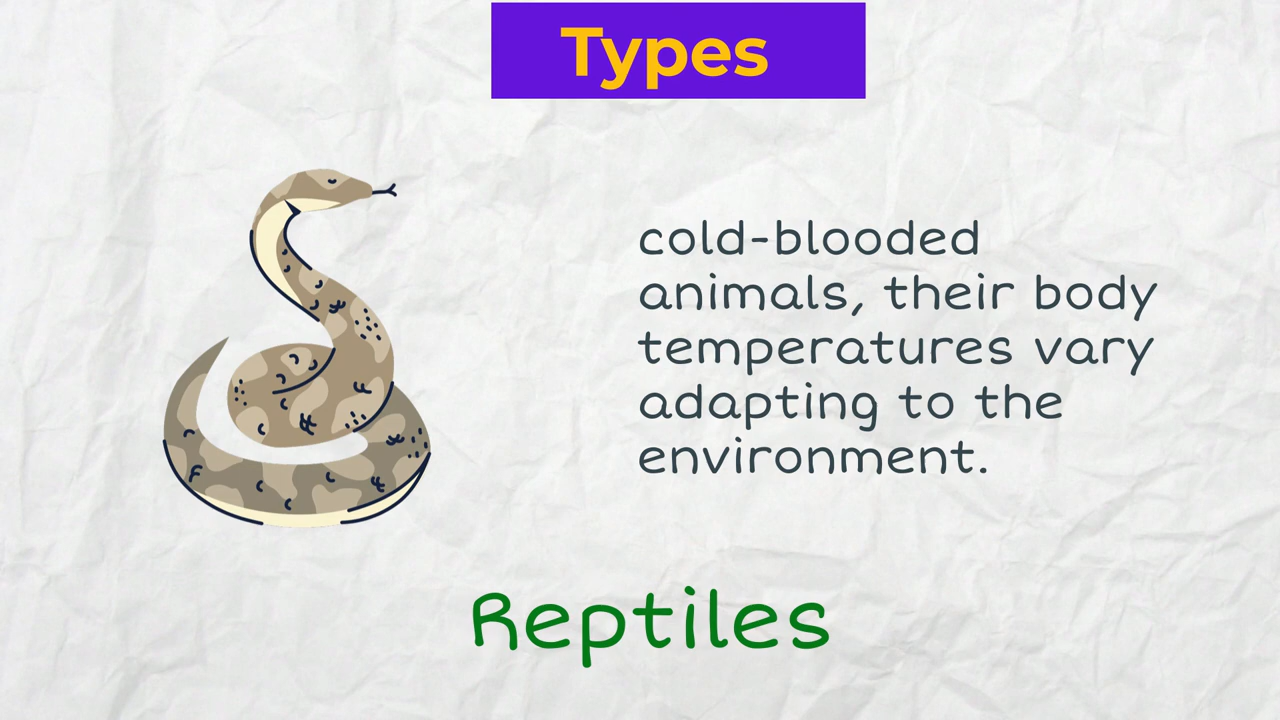 Types
cold-blooded
animals, their body
temperatures vary
adapting to the
environment.
Reptiles